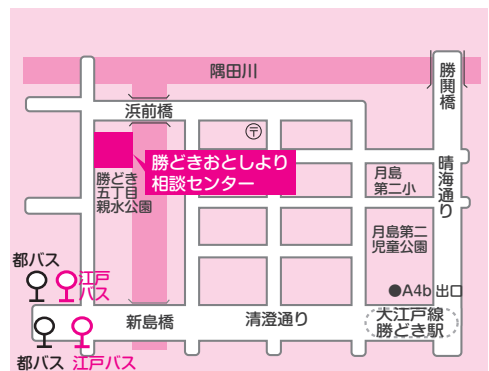 隅田川
勝鬨橋
浜前橋
〒
勝どきおとしより
相談センター
勝どき
五丁目
親水公園
月島
第二小
晴海通り
月島第二
児童公園
都バス
江戸
バス
●A4b 出口
新島橋
清澄通り
大江戸線
勝どき駅
都バス
江戸バス